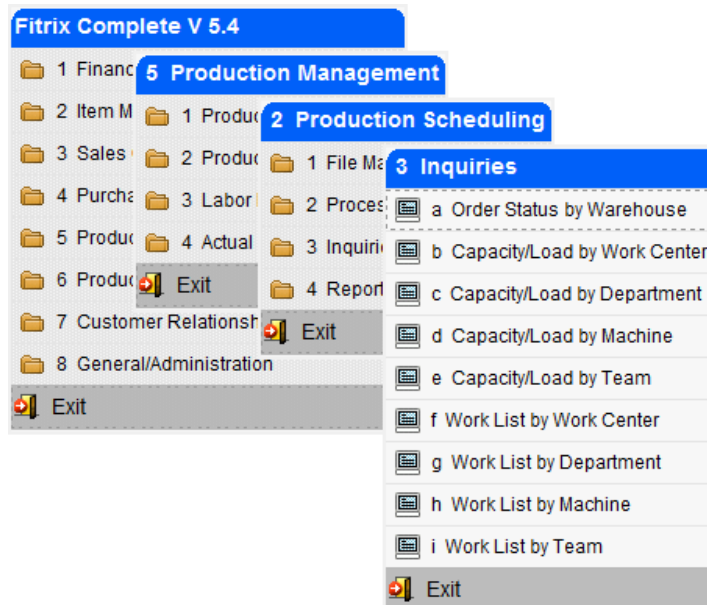 Fitrix Complete V 5.4
1 Financ
2 Item M
3 Sales
4 Purcha
5 Produc
6 Produc
7 Customer Relationsh
8 General/Administration
Exit
5 Production Management
1 Produc
2 Produc
3 Labor
4 Actual
Exit
2 Production Scheduling
1 File Ma
2 Proces
3 Inquiri
4 Report
Exit
3 Inquiries
a Order Status by Warehouse
b Capacity/Load by Work Center
c Capacity/Load by Department
d Capacity/Load by Machine
e Capacity/Load by Team
f Work List by Work Center
g Work List by Department
h Work List by Machine
i Work List by Team
Exit